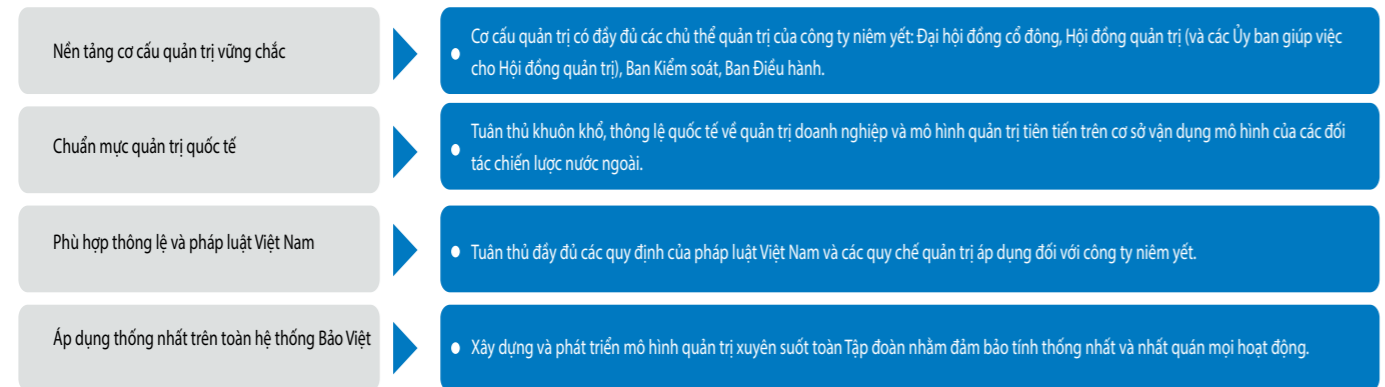 Nền tảng cơ cấu quản trị vững chắc
Cơ cấu quản trị có đầy đủ các chủ thể quản trị của công ty niêm yết: Đại hội đồng cổ đông, Hội đồng quản trị (và các Ủy ban giúp việc
cho Hội đồng quản trị), Ban Kiểm soát, Ban Điều hành.
Chuẩn mực quản trị quốc tế
Tuân thủ khuôn khổ, thông lệ quốc tế về quản trị doanh nghiệp và mô hình quản trị tiên tiến trên cơ sở vận dụng mô hình của các đối
tác chiến lược nước ngoài.
Phù hợp thông lệ và pháp luật Việt Nam
Tuân thủ đầy đủ các quy định của pháp luật Việt Nam và các quy chế quản trị áp dụng đối với công ty niêm yết.
Áp dụng thống nhất trên toàn hệ thống Bảo Việt
Xây dựng và phát triển mô hình quản trị xuyên suốt toàn Tập đoàn nhằm đảm bảo tính thống nhất và nhất quán mọi hoạt động.